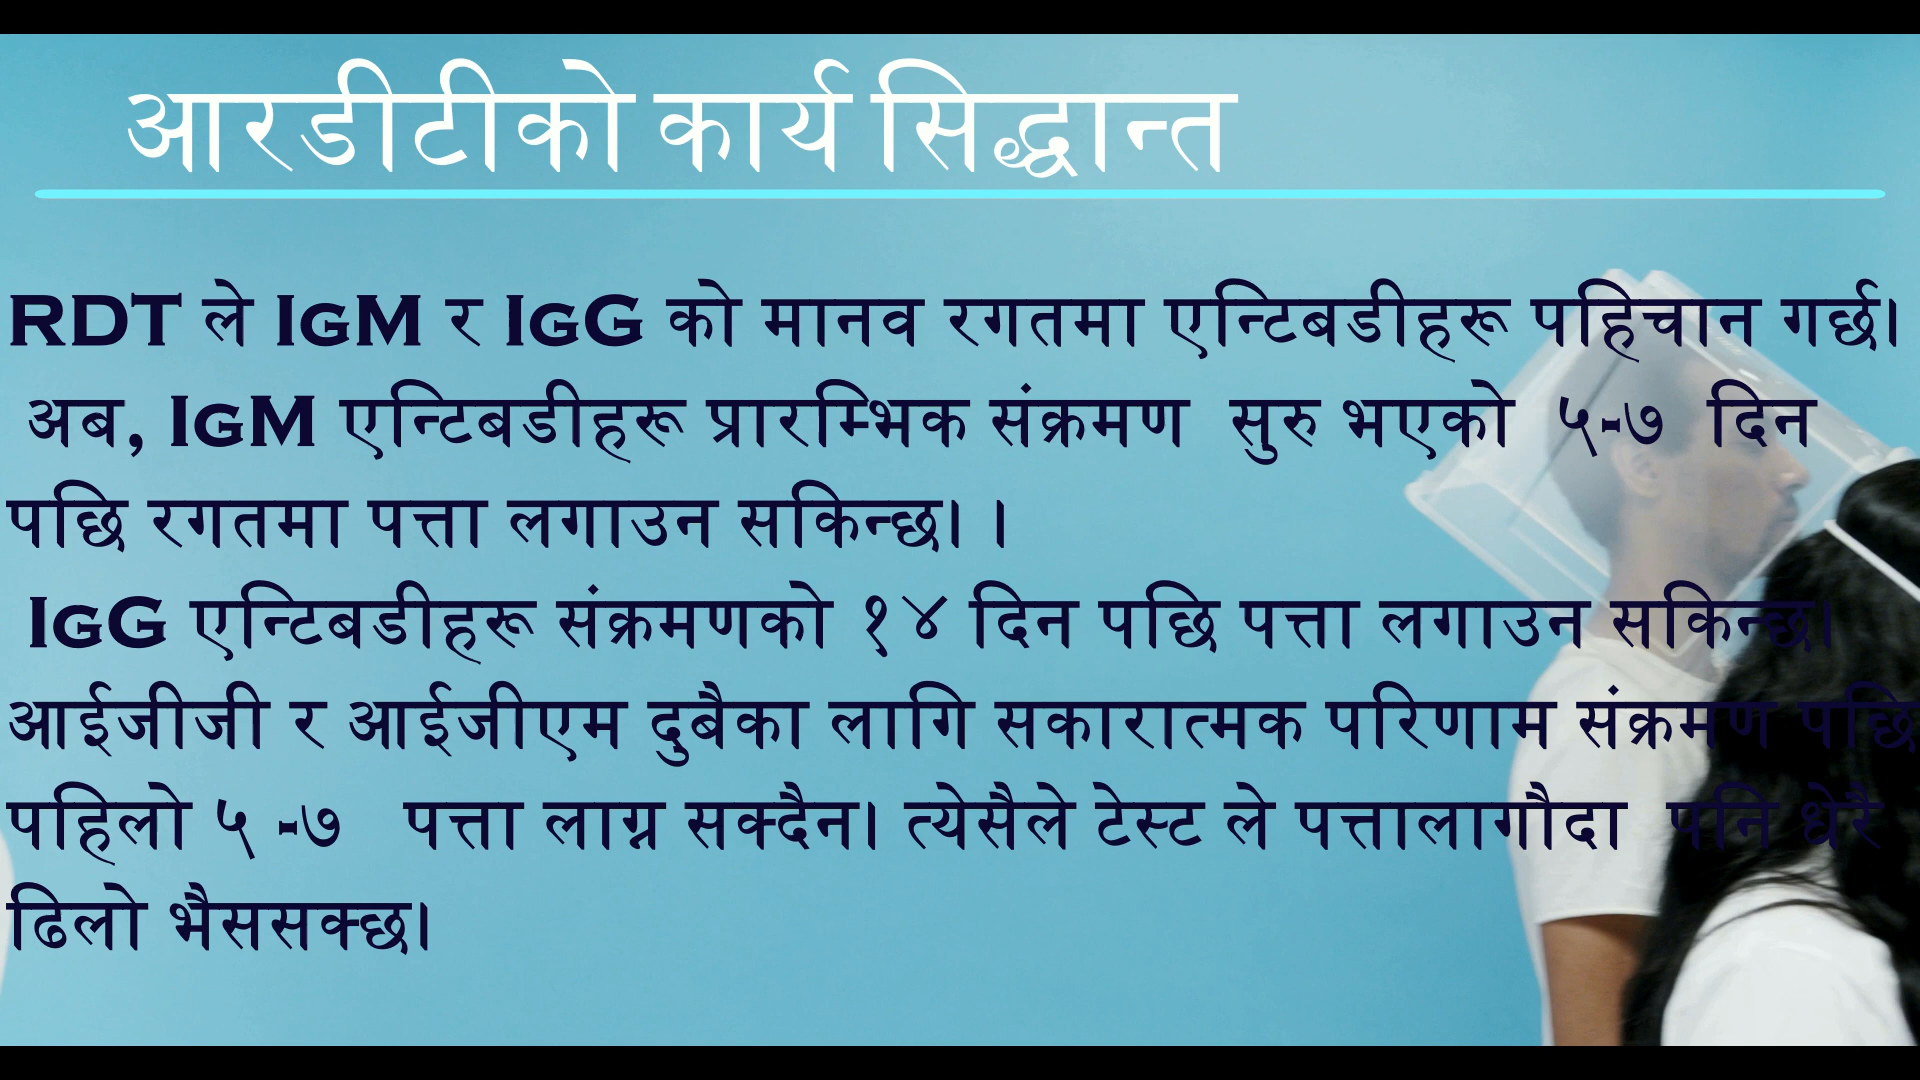 आरडीटीको कार्य सिद्धान्त
RDT ले IgM र IgG को मानव रगतमा एन्टिबडीहरू पहिचान गर्छ।
अब, IgM एन्टिबडीहरू प्रारम्भिक संक्रमण सुरु भएको ५-७ दिन
पछि रगतमा पत्ता लगाउन सकिन्छ। ।
IgG एन्टिबडीहरू संक्रमणको १४ दिन पछि पत्ता लगाउन सकिन्छ।
आईजीजी र आईजीएम दुबैका लागि सकारात्मक परिणाम संक्रमण पछि
पहिलो ५ -७ पत्ता लाग्न सक्दैन। त्येसैले टेस्ट ले पत्तालागौदा पनि धेरै
ढिलो भैससक्छ।